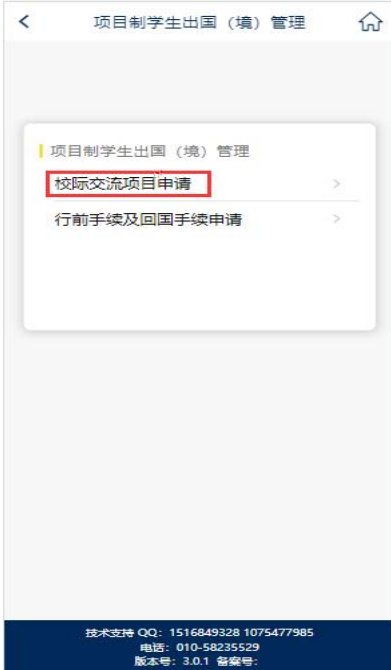 项目制学生出国（境）管理
项目制学生出国（境）管理
校际交流项目申请
行前手续及回国手续申请
技术支持 QQ：1516849328 1075477985
电话：010-58235529
版本号：3.0.1 备案号：